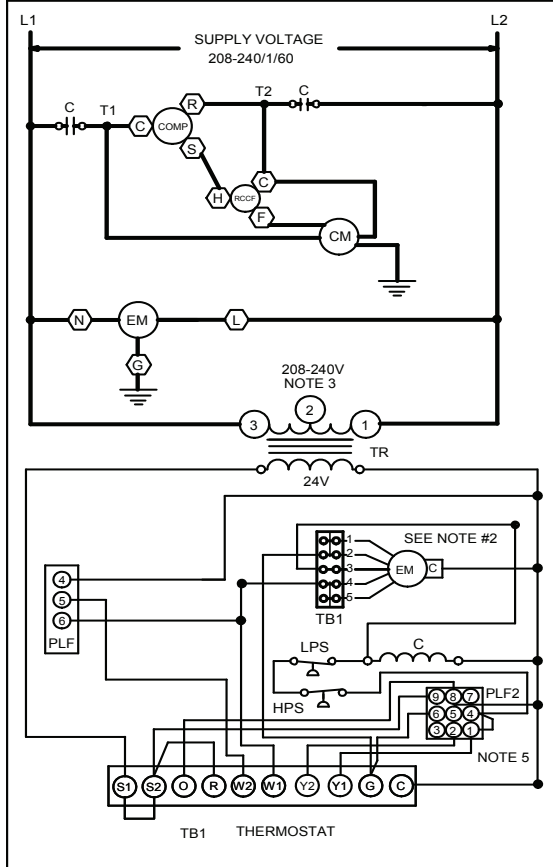 L1 L2
SUPPLY VOLTAGE
208-240/1/60
C T1 C COMP R T2 C
S
H RCCF C
F CM
N EM L
G
208-240V
NOTE 3
3 2 1
TR
24V
SEE NOTE #2
1
2
3 EM C
4
5
TB1
4
5
6
PLF
LPS C
HPS
9 8 7 PLF2
6 5 4
3 2 1
NOTE 5
S1 S2 O R W2 W1 Y2 Y1 G C
TB1 THERMOSTAT